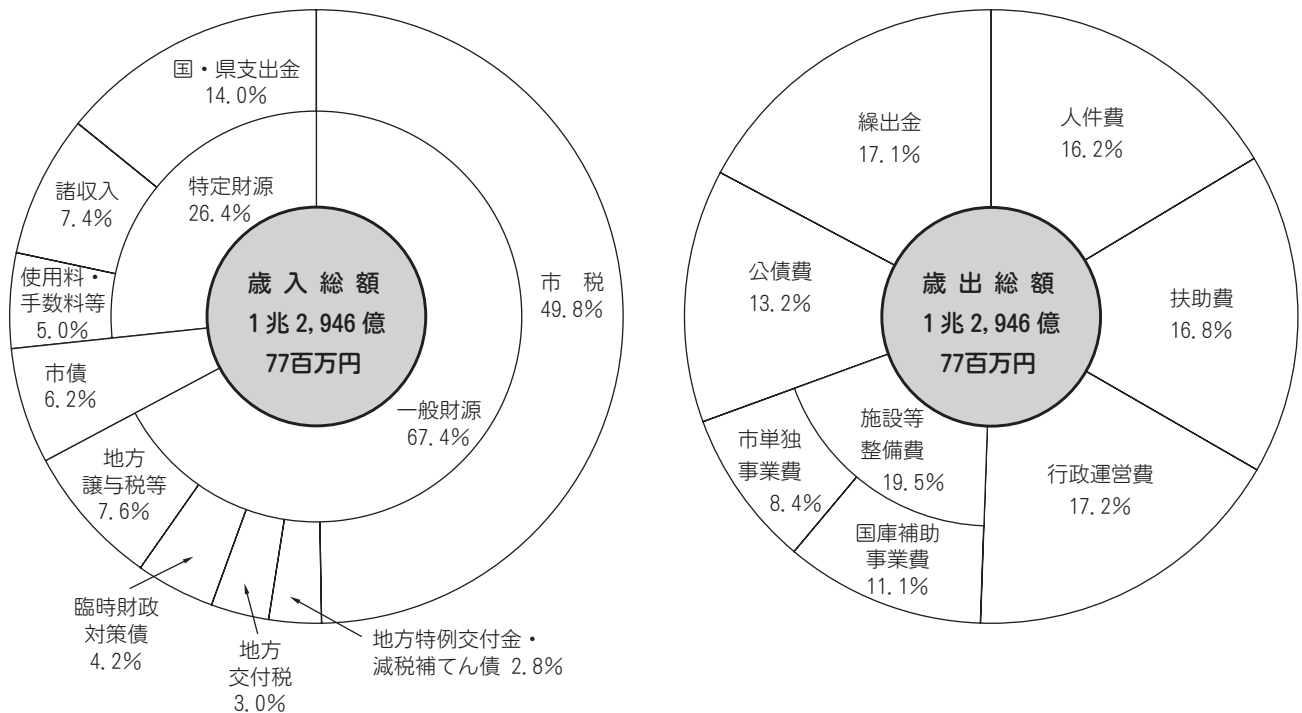 国・県支出金
14.0%
諸収入
7.4%
特定財源
26.4%
使用料・
手数料等
5.0%
歳入総額
1兆2,946億
77百万円
市税
49.8%
市債
6.2%
一般財源
67.4%
地方
譲与税等
7.6%
臨時財政
対策債
4.2%
地方
交付税
3.0%
地方特例交付金・
減税補てん債 2.8%
繰出金
17.1%
人件費
16.2%
公債費
13.2%
歳出総額
1兆2,946億
77百万円
扶助費
16.8%
施設等
整備費
19.5%
市単独
事業費
8.4%
国庫補助
事業費
11.1%
行政運営費
17.2%